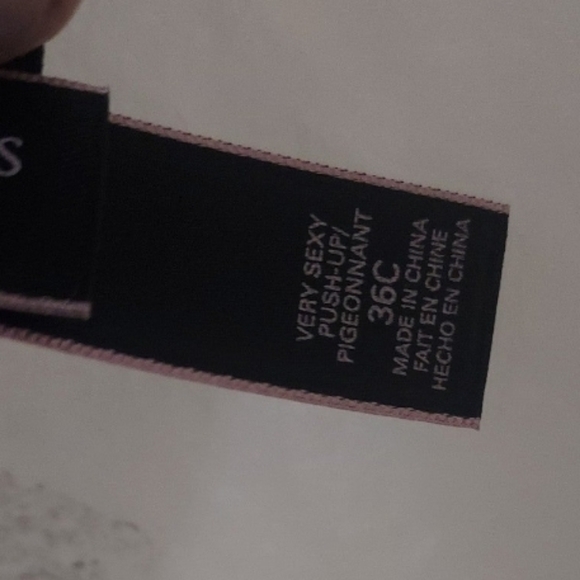 S
VERY SEXY
PUSH-UP/
PIGEONNANT
36C
MADE IN CHINA
FAIT EN CHINE
HECHO EN CHINA